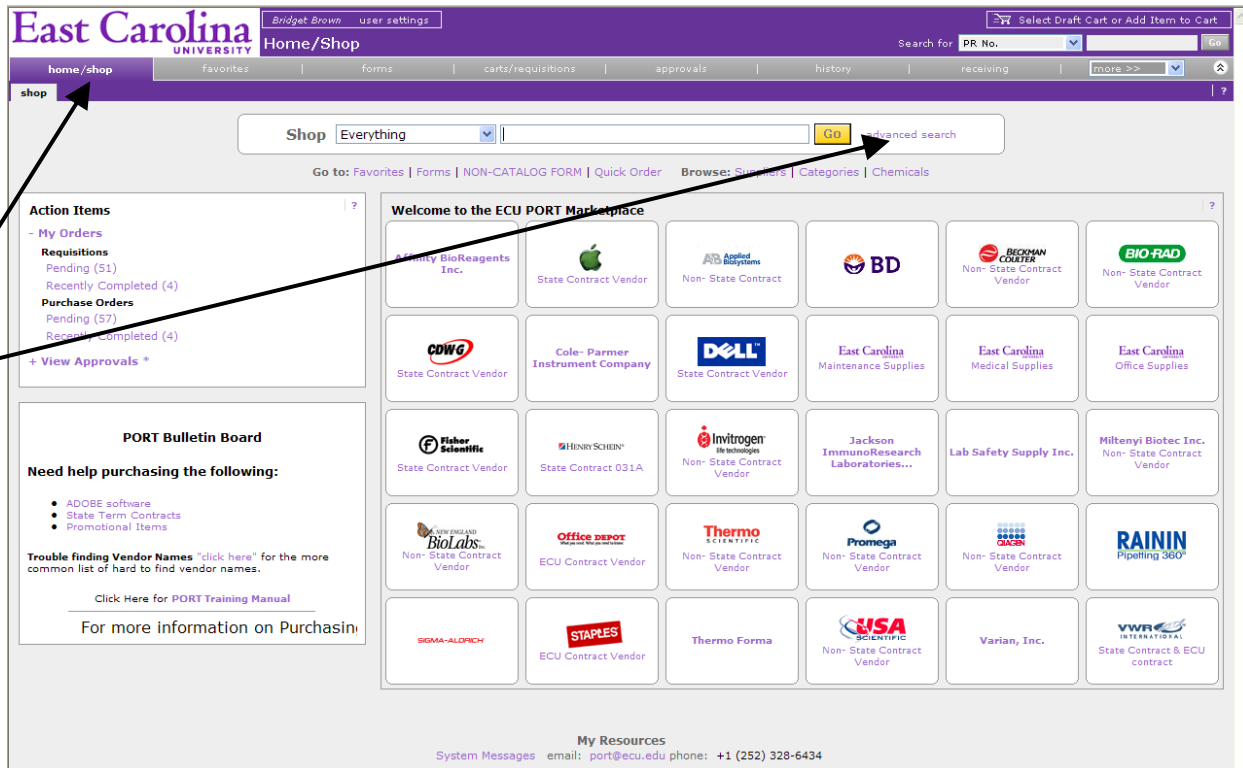 East Carolina
UNIVERSITY
Bridget Brown user settings
Select Draft Cart or Add Item to Cart
Home/Shop
Search for PR No. Go
home/shop favorites | forms | carts/requisitions | approvals | history | receiving | more >>
shop | ?
Shop Everything Go advanced search
Go to: Favorites | Forms | NON-CATALOG FORM | Quick Order Browse: Suppliers | Categories | Chemicals
Action Items | ?
- My Orders
Requisitions
Pending (51)
Recently Completed (4)
Purchase Orders
Pending (57)
Recently Completed (4)
+ View Approvals *
PORT Bulletin Board
Need help purchasing the following:
• ADOBE software
• State Term Contracts
• Promotional Items
Trouble finding Vendor Names "click here" for the more
common list of hard to find vendor names.
Click Here for PORT Training Manual
For more information on Purchasin
Welcome to the ECU PORT Marketplace | ?
Affinity BioReagents
Inc.
State Contract Vendor
AB Applied
Biosystems
Non- State Contract
BD
BECKMAN
COULTER
Non- State Contract
Vendor
BIO-RAD
Non- State Contract
Vendor
CDWG
State Contract Vendor
Cole- Parmer
Instrument Company
DELL
State Contract Vendor
East Carolina
Maintenance Supplies
East Carolina
Medical Supplies
East Carolina
Office Supplies
Fisher
Scientific
State Contract Vendor
HENRY SCHEIN®
State Contract 031A
invitrogen
life technologies
Non- State Contract
Vendor
Jackson
ImmunoResearch
Laboratories...
Lab Safety Supply Inc.
Miltenyi Biotec Inc.
Non- State Contract
Vendor
NEW ENGLAND
BioLabs Inc.
Non- State Contract
Vendor
Office DEPOT
What you need. What you need to know.
ECU Contract Vendor
Thermo
SCIENTIFIC
Non- State Contract
Vendor
Promega
Non- State Contract
Vendor
QIAGEN
Non- State Contract
Vendor
RAININ
Pipetting 360°
SIGMA-ALDRICH
STAPLES
ECU Contract Vendor
Thermo Forma
USA
SCIENTIFIC
Non- State Contract
Vendor
Varian, Inc.
VWR
INTERNATIONAL
State Contract & ECU
contract
My Resources
System Messages email: port@ecu.edu phone: +1 (252) 328-6434